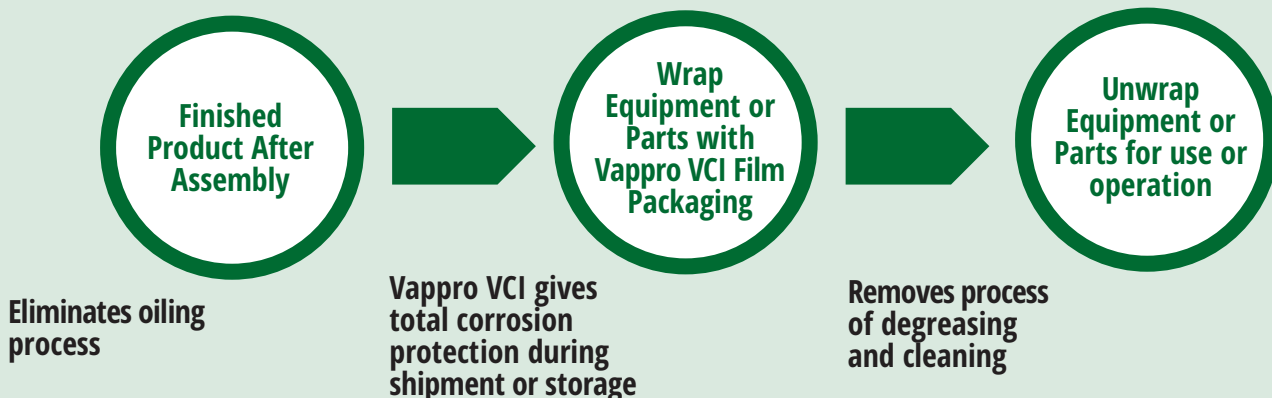 Finished
Product After
Assembly
Wrap
Equipment or
Parts with
Vappro VCI Film
Packaging
Unwrap
Equipment or
Parts for use or
operation
Eliminates oiling
process
Vappro VCI gives
total corrosion
protection during
shipment or storage
Removes process
of degreasing
and cleaning